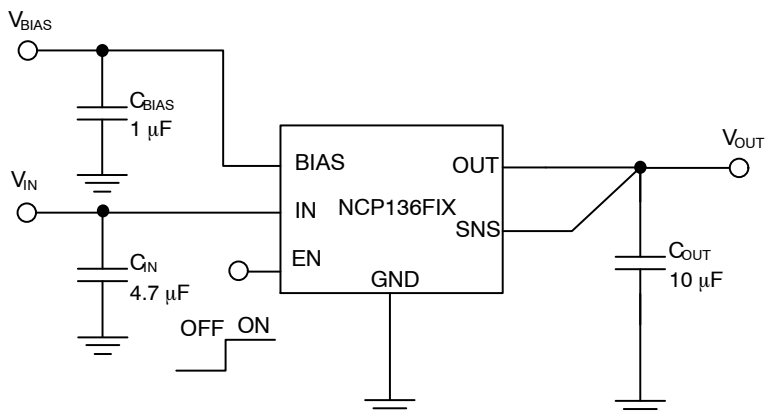 VBIAS
CBIAS
1 μF
VIN
CIN
4.7 μF
BIAS
IN
EN
OUT
NCP136FIX
SNS
GND
VOUT
COUT
10 μF
OFF ON